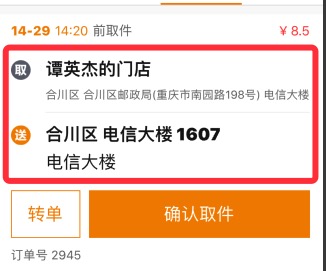 14-29 14:20 前取件 ¥ 8.5
取 谭英杰的门店
合川区 合川区邮政局(重庆市南园路198号) 电信大楼
送 合川区 电信大楼 1607
电信大楼
转单 确认取件
订单号 2945